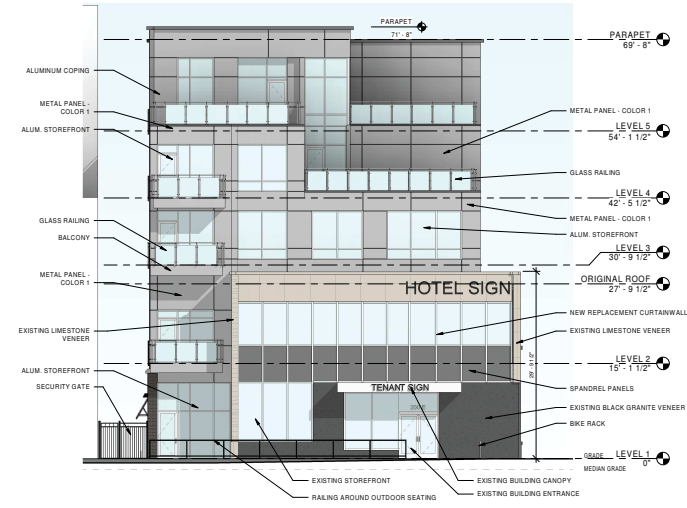 PARAPET
71' - 8"
PARAPET
69' - 8"
ALUMINUM COPING
METAL PANEL -
COLOR 1
ALUM. STOREFRONT
GLASS RAILING
BALCONY
METAL PANEL -
COLOR 1
EXISTING LIMESTONE
VENEER
ALUM. STOREFRONT
SECURITY GATE
METAL PANEL - COLOR 1
LEVEL 5
54' - 1 1/2"
GLASS RAILING
LEVEL 4
42' - 5 1/2"
METAL PANEL - COLOR 1
ALUM. STOREFRONT
LEVEL 3
30' - 9 1/2"
ORIGINAL ROOF
27' - 9 1/2"
HOTEL SIGN
NEW REPLACEMENT CURTAINWALL
EXISTING LIMESTONE VENEER
LEVEL 2
15' - 1 1/2"
TENANT SIGN
SPANDREL PANELS
EXISTING BLACK GRANITE VENEER
BIKE RACK
GRADE
LEVEL 1
0"
MEDIAN GRADE
EXISTING STOREFRONT
EXISTING BUILDING CANOPY
RAILING AROUND OUTDOOR SEATING
EXISTING BUILDING ENTRANCE